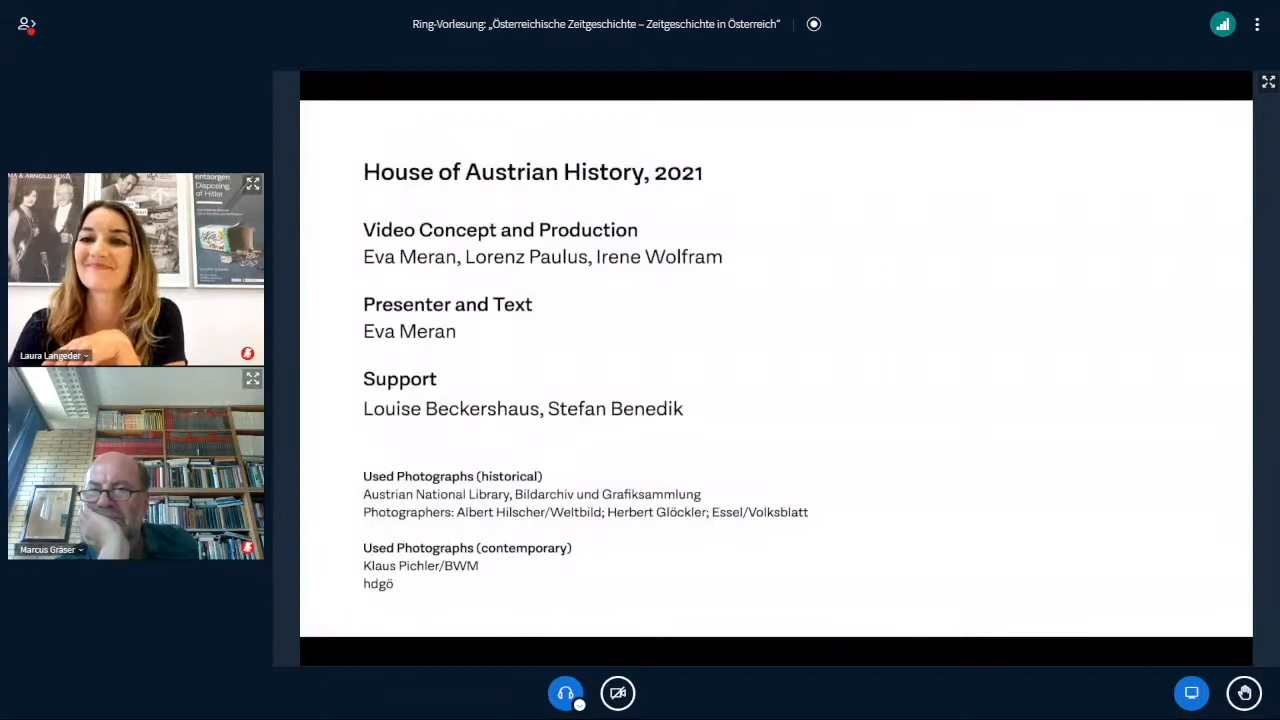 Ring-Vorlesung: „Österreichische Zeitgeschichte – Zeitgeschichte in Österreich“
House of Austrian History, 2021
Video Concept and Production
Eva Meran, Lorenz Paulus, Irene Wolfram
Presenter and Text
Eva Meran
Support
Louise Beckershaus, Stefan Benedik
Used Photographs (historical)
Austrian National Library, Bildarchiv und Grafiksammlung
Photographers: Albert Hilscher/Weltbild; Herbert Glöckler; Essel/Volksblatt
Used Photographs (contemporary)
Klaus Pichler/BWM
hdgö
& ARNOLD ROSÉ
entsorgen
Disposing
of Hitler
Laura Langeder
Marcus Gräser